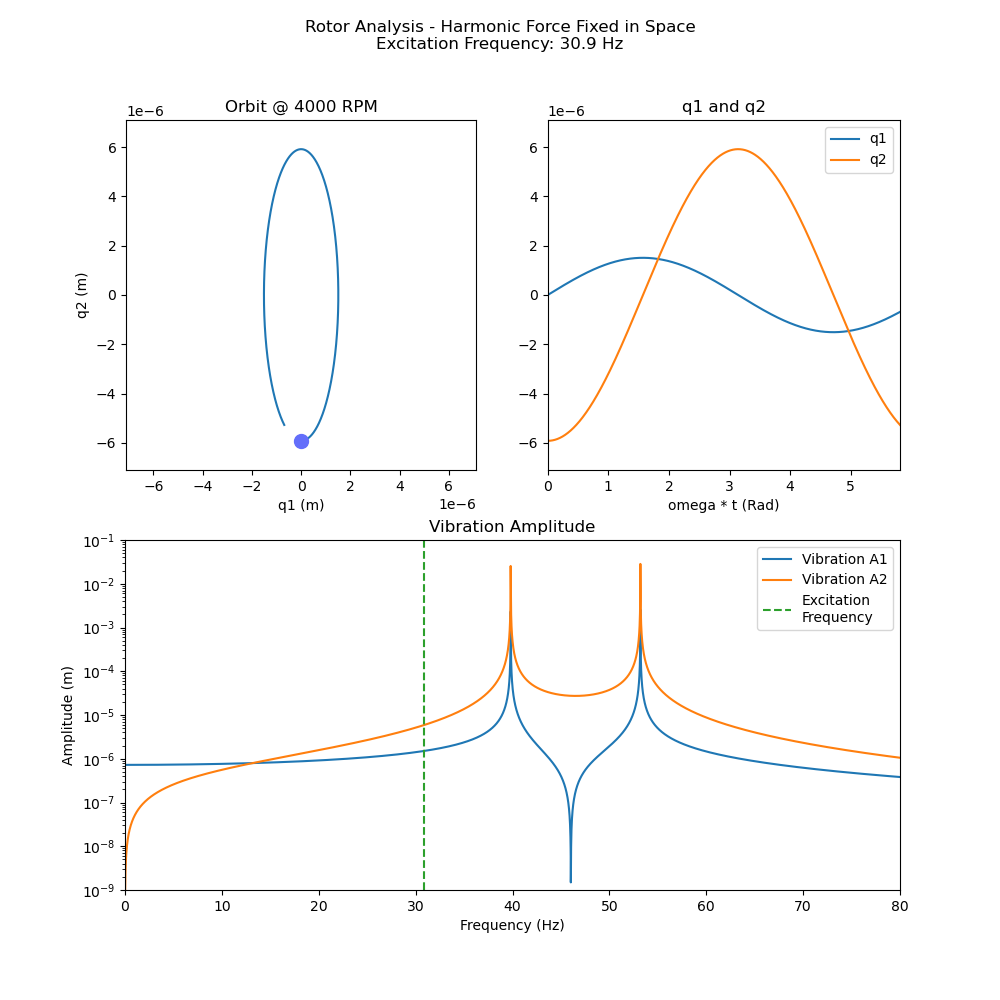 Rotor Analysis - Harmonic Force Fixed in Space
Excitation Frequency: 30.9 Hz
Orbit @ 4000 RPM
1e−6
6
4
2
0
−2
−4
−6
q2 (m)
−6 −4 −2 0 2 4 6
q1 (m)
1e−6
q1 and q2
1e−6
q1
q2
6
4
2
0
−2
−4
−6
0 1 2 3 4 5
omega * t (Rad)
Vibration Amplitude
Vibration A1
Vibration A2
Excitation
Frequency
10⁻¹
10⁻²
10⁻³
10⁻⁴
10⁻⁵
10⁻⁶
10⁻⁷
10⁻⁸
10⁻⁹
Amplitude (m)
0 10 20 30 40 50 60 70 80
Frequency (Hz)